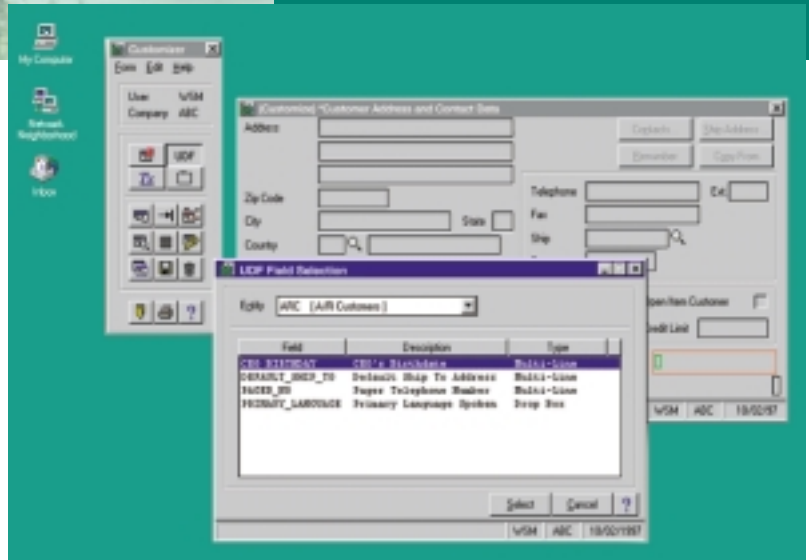 My Computer
Network
Neighborhood
Inbox
Customizer
Form Edit Help
User WSM
Company ABC
UDF
(Customize) *Customer Address and Contact Data
Address
Contacts
Ship Address
Remember
Copy From
Zip Code
City
State
Country
Telephone
Ext
Fax
Ship
Open Item Customer
Credit Limit
WSM ABC 10/02/97
UDF Field Selection
Entity ARC (A/R Customers)
Field Description Type
CEO_BIRTHDAY CEO's Birthdate Multi-Line
DEFAULT_SHIP_TO Default Ship To Address Multi-Line
PAGER_NO Pager Telephone Number Multi-Line
PRIMARY_LANGUAGE Primary Language Spoken Drop Box
Select Cancel ?
WSM ABC 10/02/1997